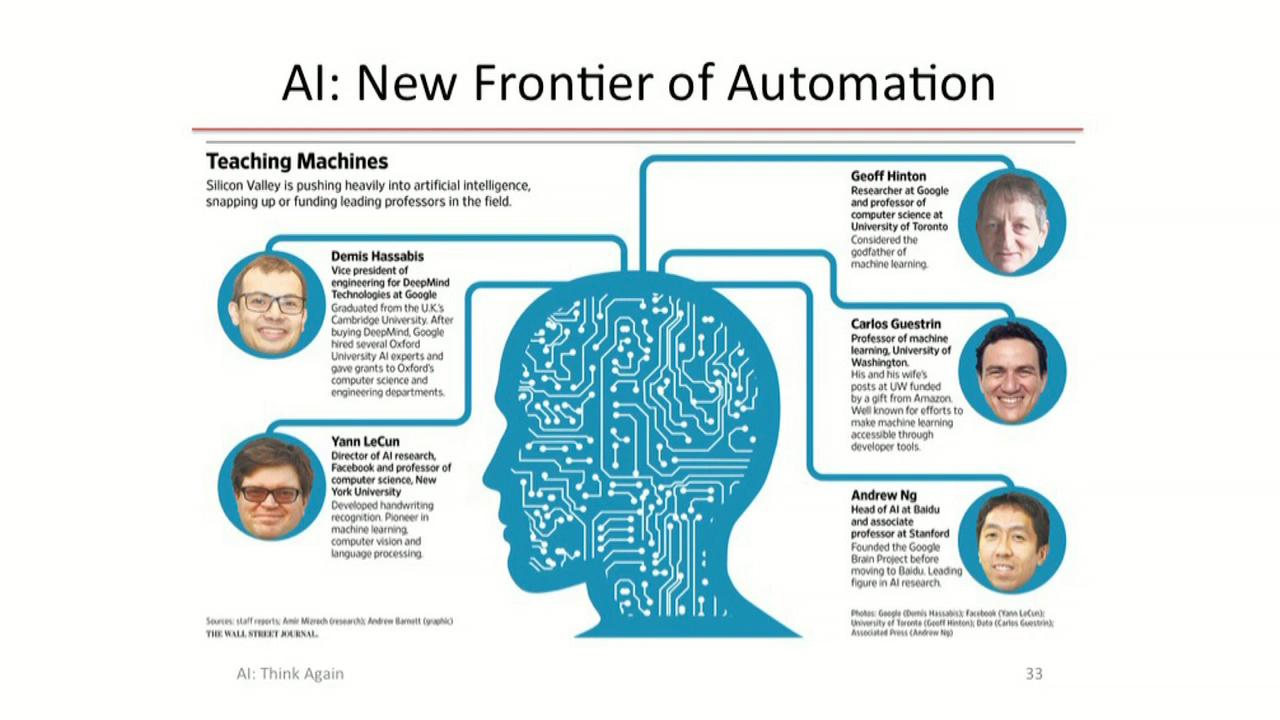 AI: New Frontier of Automation
Teaching Machines
Silicon Valley is pushing heavily into artificial intelligence,
snapping up or funding leading professors in the field.
Demis Hassabis
Vice president of
engineering for DeepMind
Technologies at Google
Graduated from the U.K.'s
Cambridge University. After
buying DeepMind, Google
hired several Oxford
University AI experts and
gave grants to Oxford's
computer science and
engineering departments.
Yann LeCun
Director of AI research,
Facebook and professor of
computer science, New
York University
Developed handwriting
recognition. Pioneer in
machine learning,
computer vision and
language processing.
Geoff Hinton
Researcher at Google
and professor of
computer science at
University of Toronto
Considered the
godfather of
machine learning.
Carlos Guestrin
Professor of machine
learning, University of
Washington.
His and his wife's
posts at UW funded
by a gift from Amazon.
Well known for efforts to
make machine learning
accessible through
developer tools.
Andrew Ng
Head of AI at Baidu
and associate
professor at Stanford
Founded the Google
Brain Project before
moving to Baidu. Leading
figure in AI research.
Sources: staff reports; Amir Mizroch (research); Andrew Barnett (graphic)
THE WALL STREET JOURNAL.
Photos: Google (Demis Hassabis); Facebook (Yann LeCun);
University of Toronto (Geoff Hinton); Dato (Carlos Guestrin);
Associated Press (Andrew Ng)
AI: Think Again
33